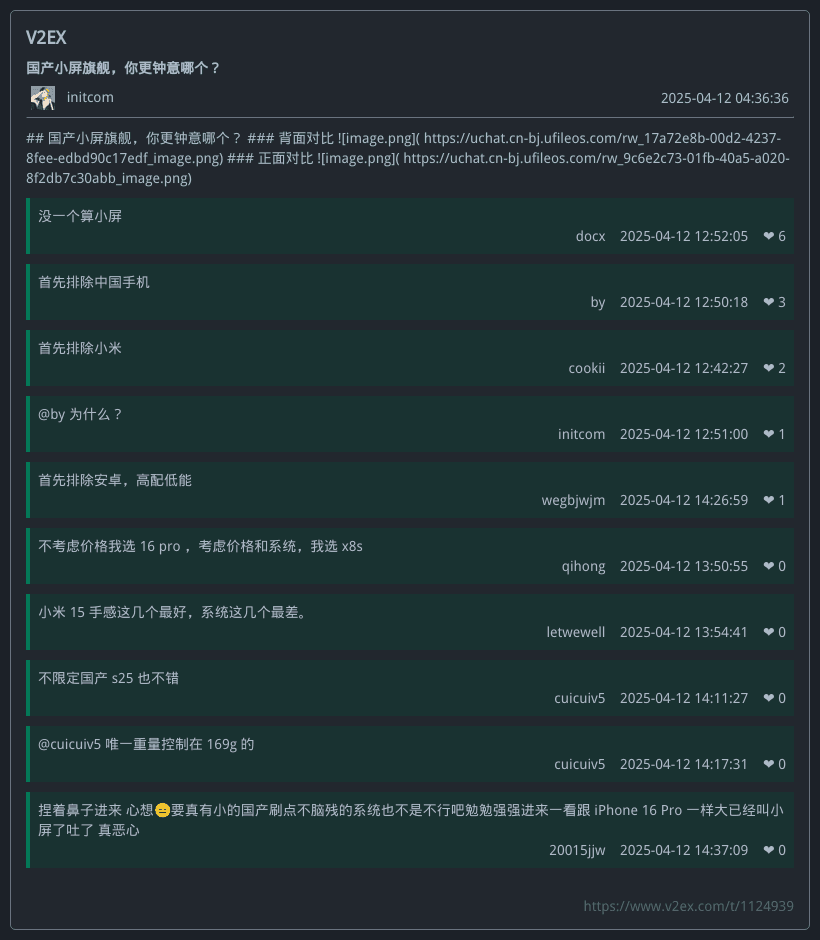 V2EX
国产小屏旗舰，你更钟意哪个？
initcom 2025-04-12 04:36:36
## 国产小屏旗舰，你更钟意哪个？ ### 背面对比 ![image.png]( https://uchat.cn-bj.ufileos.com/rw_17a72e8b-00d2-4237-
8fee-edbd90c17edf_image.png) ### 正面对比 ![image.png]( https://uchat.cn-bj.ufileos.com/rw_9c6e2c73-01fb-40a5-a020-
8f2db7c30abb_image.png)
没一个算小屏
docx 2025-04-12 12:52:05 ❤ 6
首先排除中国手机
by 2025-04-12 12:50:18 ❤ 3
首先排除小米
cookii 2025-04-12 12:42:27 ❤ 2
@by 为什么？
initcom 2025-04-12 12:51:00 ❤ 1
首先排除安卓，高配低能
wegbjwjm 2025-04-12 14:26:59 ❤ 1
不考虑价格我选 16 pro ，考虑价格和系统，我选 x8s
qihong 2025-04-12 13:50:55 ❤ 0
小米 15 手感这几个最好，系统这几个最差。
letwewell 2025-04-12 13:54:41 ❤ 0
不限定国产 s25 也不错
cuicuiv5 2025-04-12 14:11:27 ❤ 0
@cuicuiv5 唯一重量控制在 169g 的
cuicuiv5 2025-04-12 14:17:31 ❤ 0
捏着鼻子进来 心想😑要真有小的国产刷点不脑残的系统也不是不行吧勉勉强强进来一看跟 iPhone 16 Pro 一样大已经叫小
屏了吐了 真恶心
20015jjw 2025-04-12 14:37:09 ❤ 0
https://www.v2ex.com/t/1124939